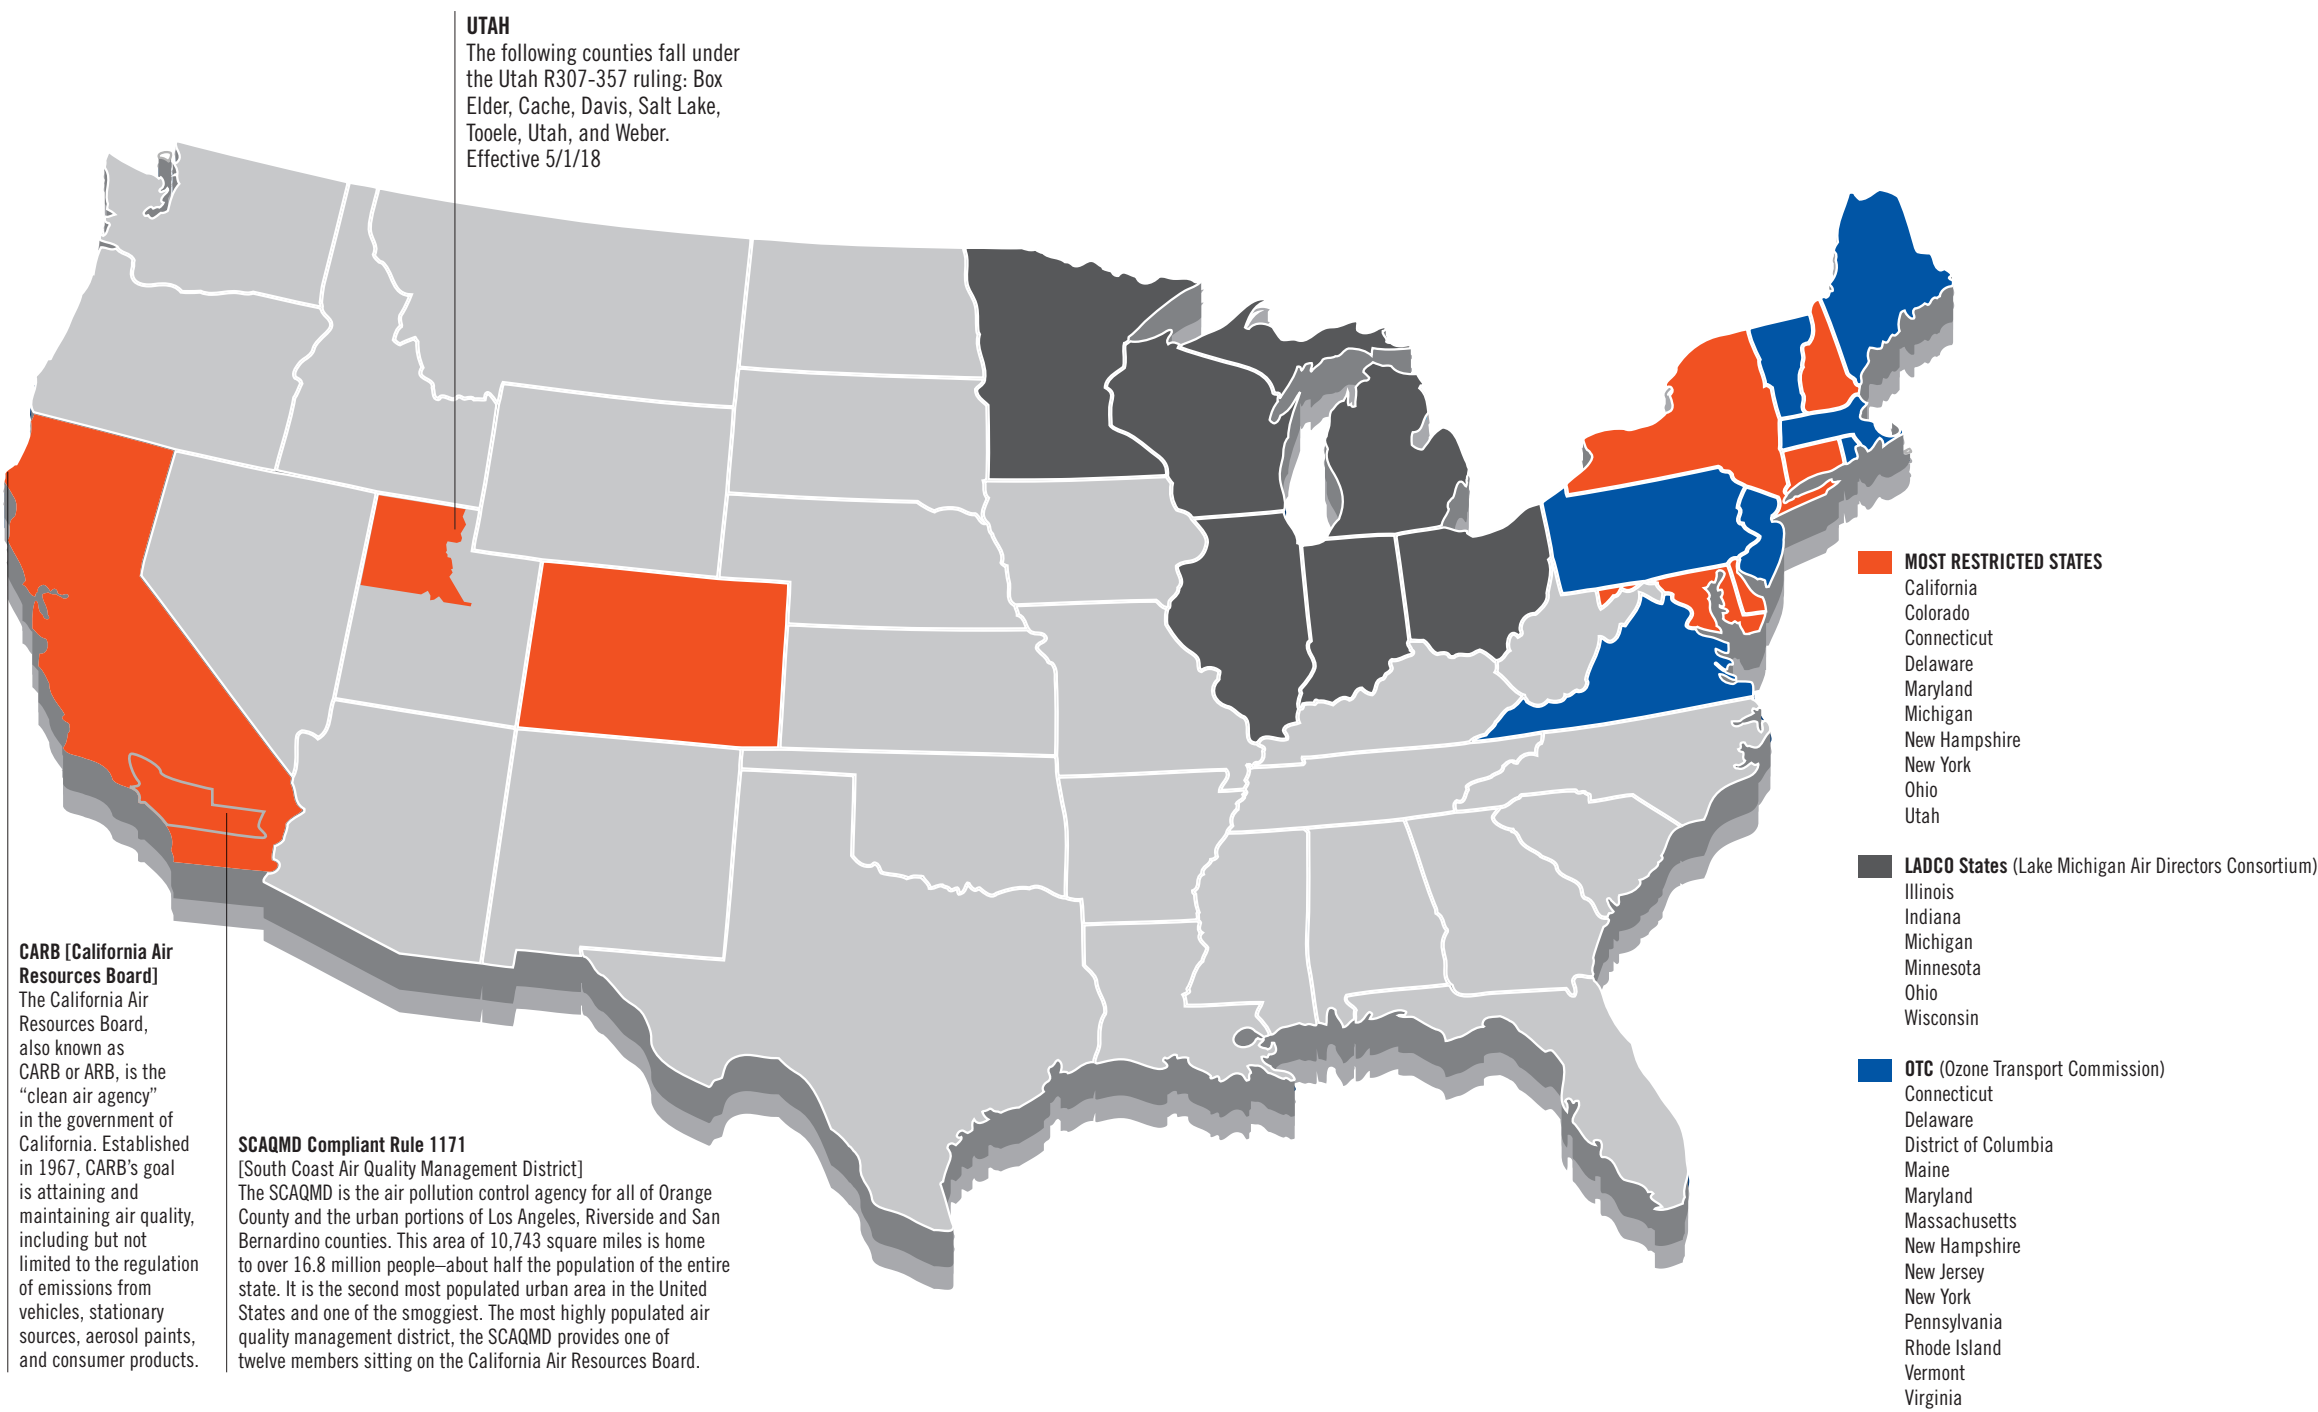 UTAH
The following counties fall under
the Utah R307-357 ruling: Box
Elder, Cache, Davis, Salt Lake,
Tooele, Utah, and Weber.
Effective 5/1/18
MOST RESTRICTED STATES
California
Colorado
Connecticut
Delaware
Maryland
Michigan
New Hampshire
New York
Ohio
Utah
LADCO States (Lake Michigan Air Directors Consortium)
Illinois
Indiana
Michigan
Minnesota
Ohio
Wisconsin
OTC (Ozone Transport Commission)
Connecticut
Delaware
District of Columbia
Maine
Maryland
Massachusetts
New Hampshire
New Jersey
New York
Pennsylvania
Rhode Island
Vermont
Virginia
CARB [California Air
Resources Board]
The California Air
Resources Board,
also known as
CARB or ARB, is the
“clean air agency”
in the government of
California. Established
in 1967, CARB’s goal
is attaining and
maintaining air quality,
including but not
limited to the regulation
of emissions from
vehicles, stationary
sources, aerosol paints,
and consumer products.
SCAQMD Compliant Rule 1171
[South Coast Air Quality Management District]
The SCAQMD is the air pollution control agency for all of Orange
County and the urban portions of Los Angeles, Riverside and San
Bernardino counties. This area of 10,743 square miles is home
to over 16.8 million people–about half the population of the entire
state. It is the second most populated urban area in the United
States and one of the smoggiest. The most highly populated air
quality management district, the SCAQMD provides one of
twelve members sitting on the California Air Resources Board.